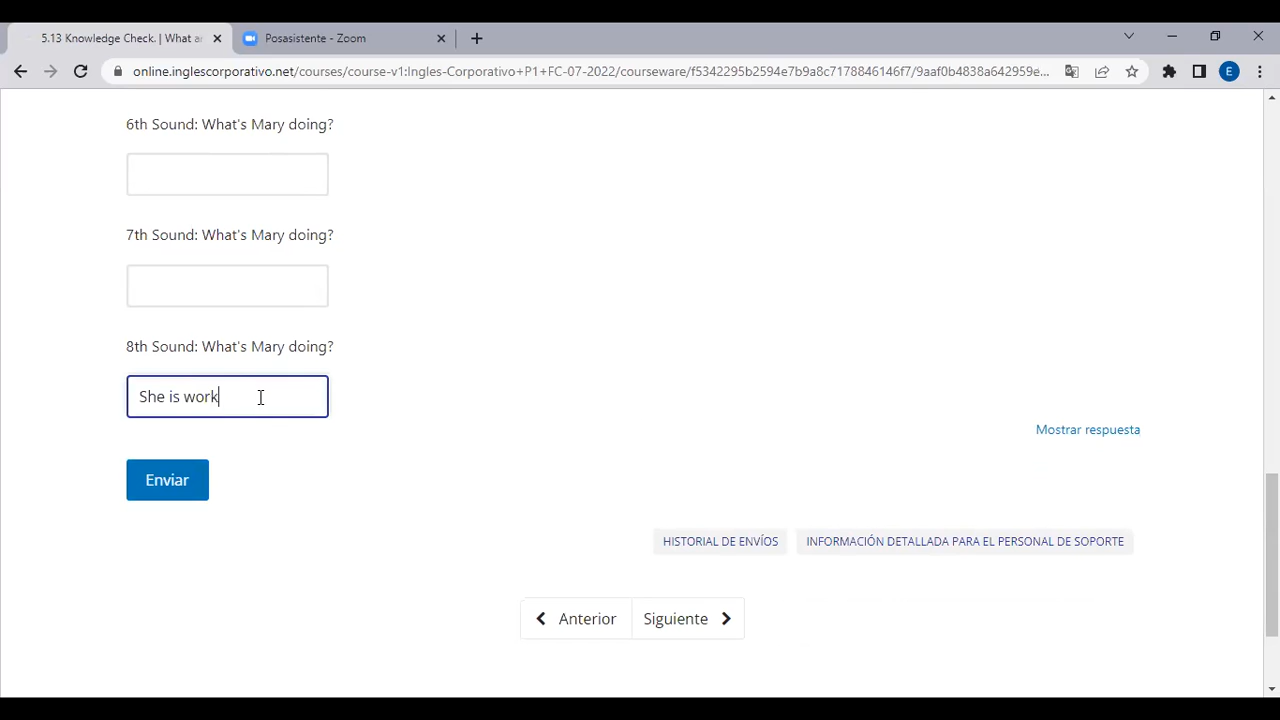 5.13 Knowledge Check. | What a
Posasistente - Zoom
online.inglescorporativo.net/courses/course-v1:Ingles-Corporativo+P1+FC-07-2022/courseware/f5342295b2594e7b9a8c7178846146f7/9aaf0b4838a642959e...
E
6th Sound: What's Mary doing?
7th Sound: What's Mary doing?
8th Sound: What's Mary doing?
She is work
Mostrar respuesta
Enviar
HISTORIAL DE ENVÍOS
INFORMACIÓN DETALLADA PARA EL PERSONAL DE SOPORTE
Anterior
Siguiente